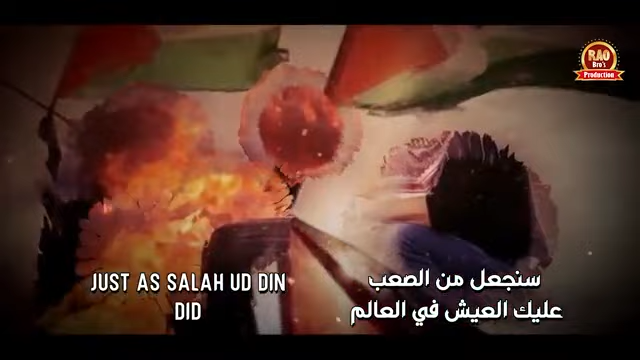 RAO
Bro's
Production
JUST AS SALAH UD DIN
DID
سنجعل من الصعب
عليك العيش في العالم